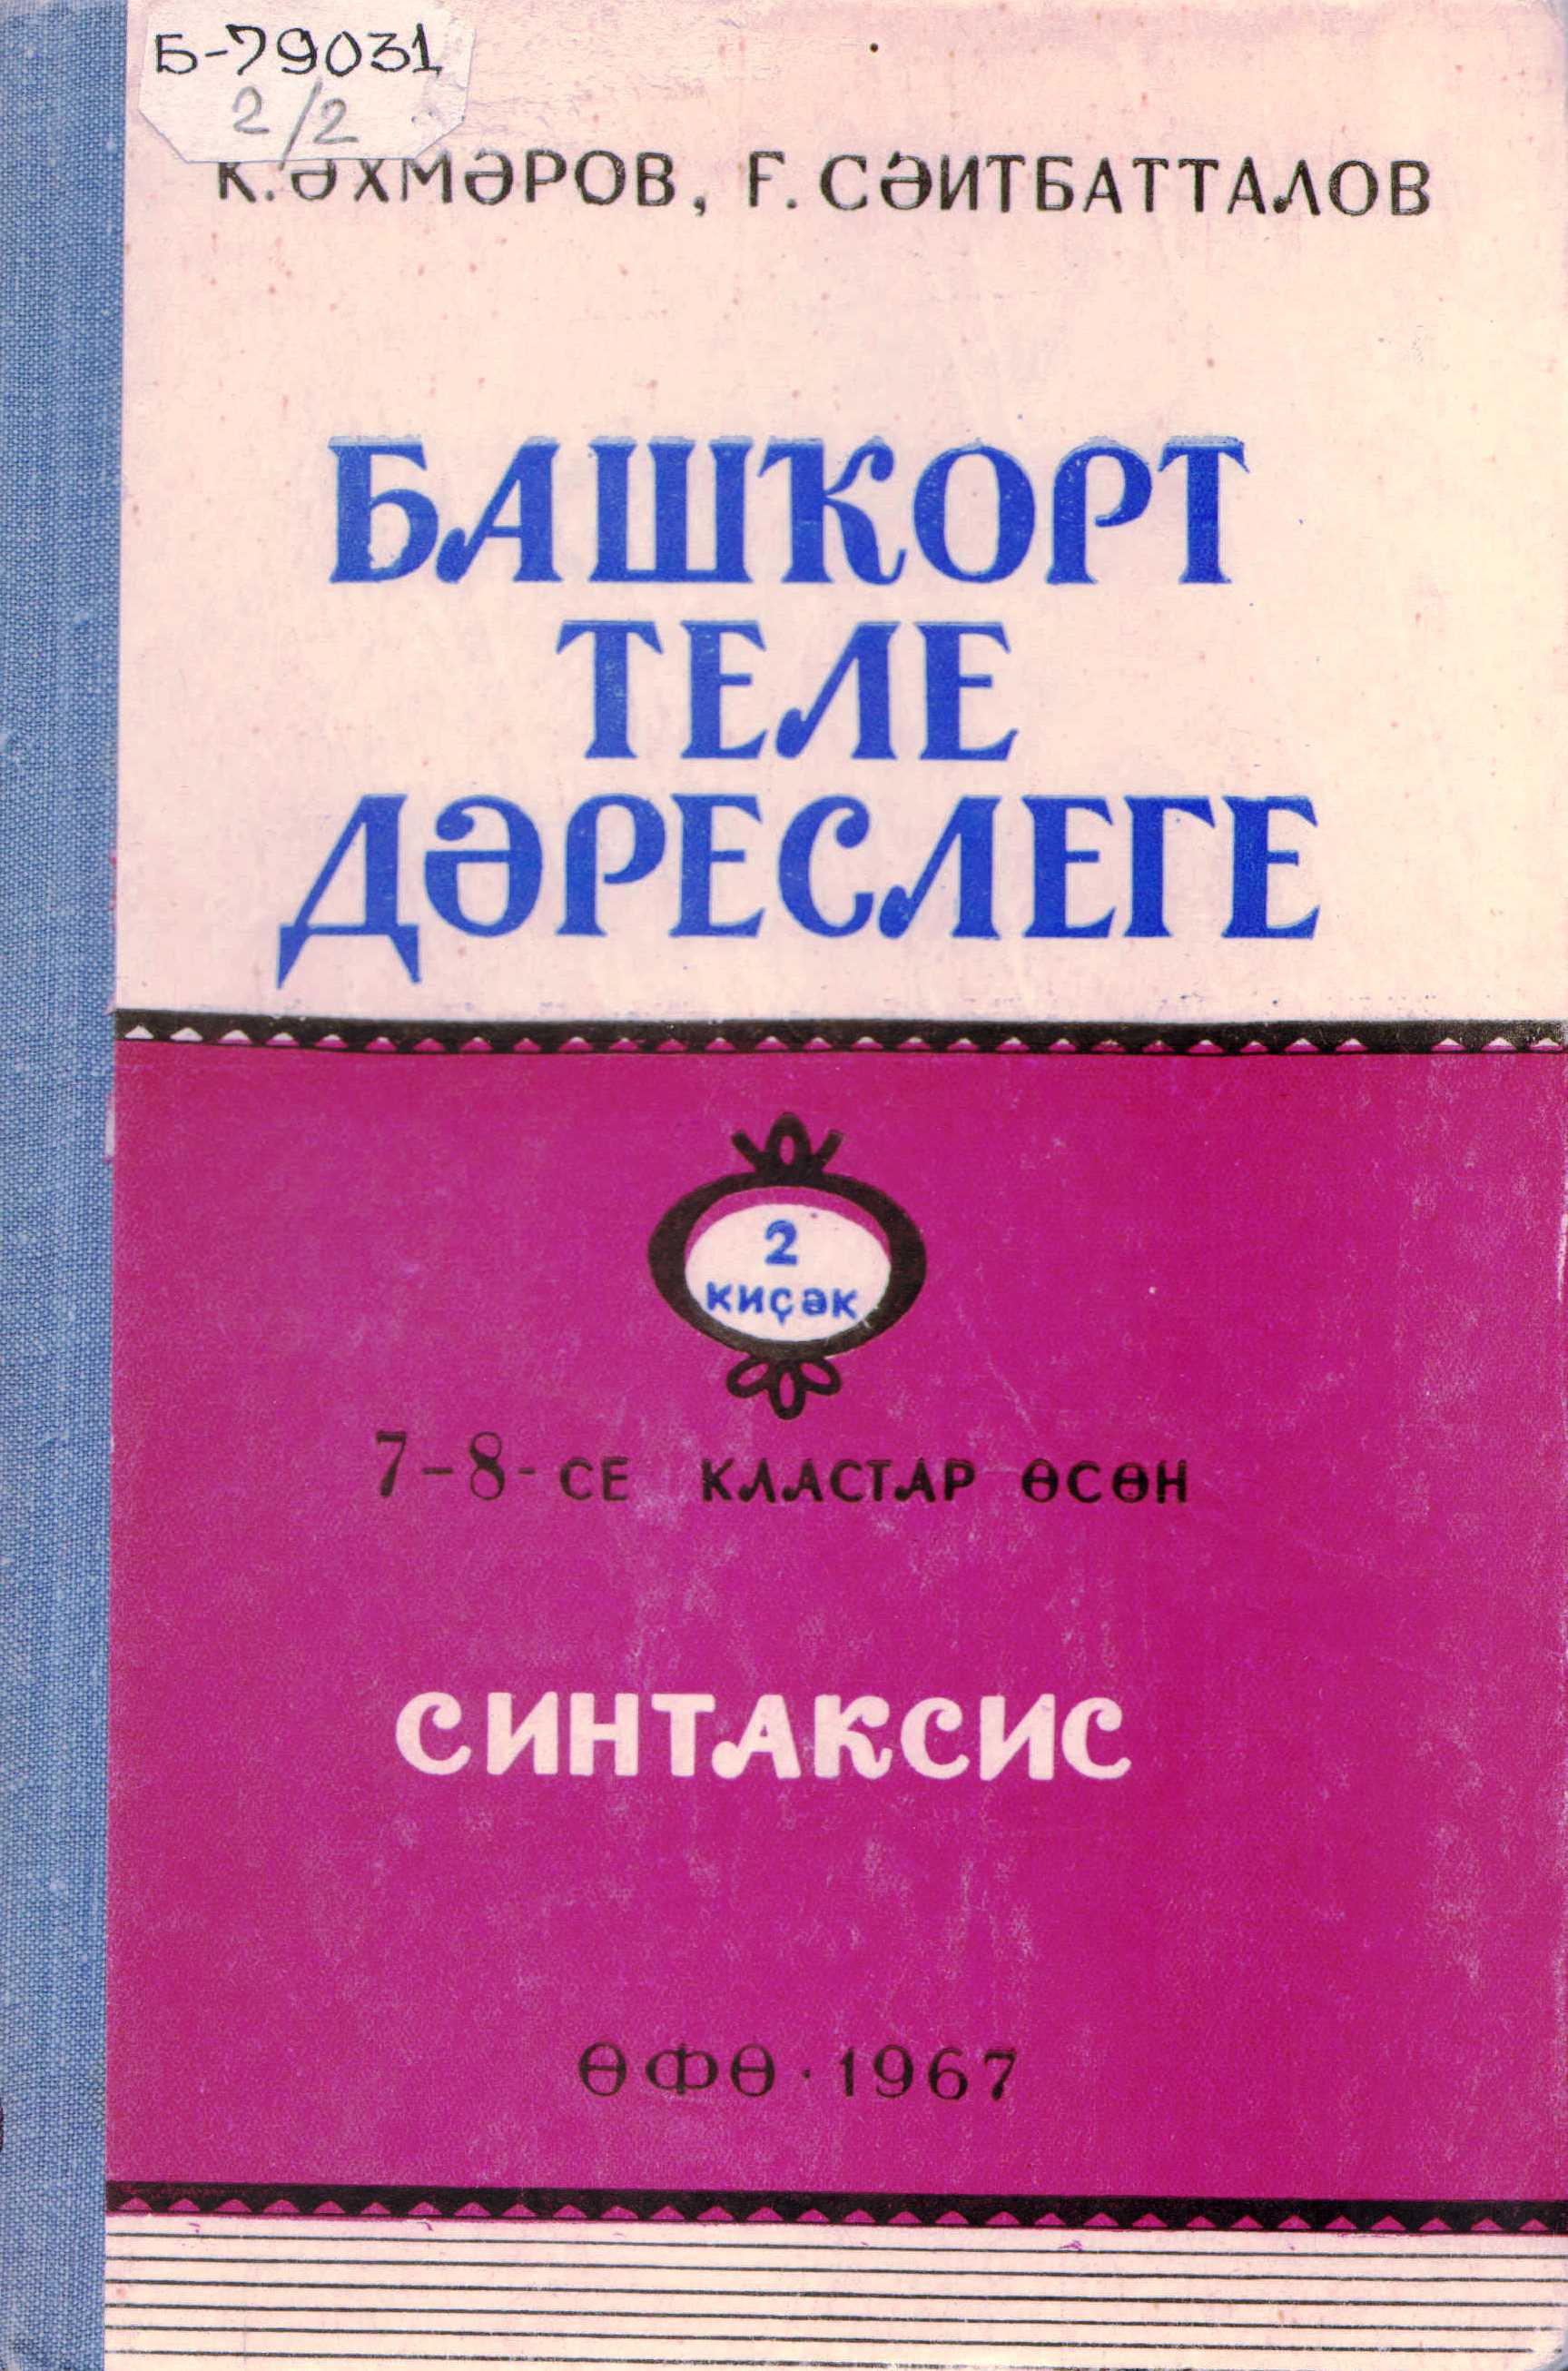 Б-79031
2/2
К. ӘХМӘРОВ, Ғ. СӘИТБАТТАЛОВ
БАШҠОРТ
ТЕЛЕ
ДӘРЕСЛЕГЕ
2
киҫәк
7-8-се КЛАСТАР ӨСӨН
СИНТАКСИС
ӨФӨ · 1967